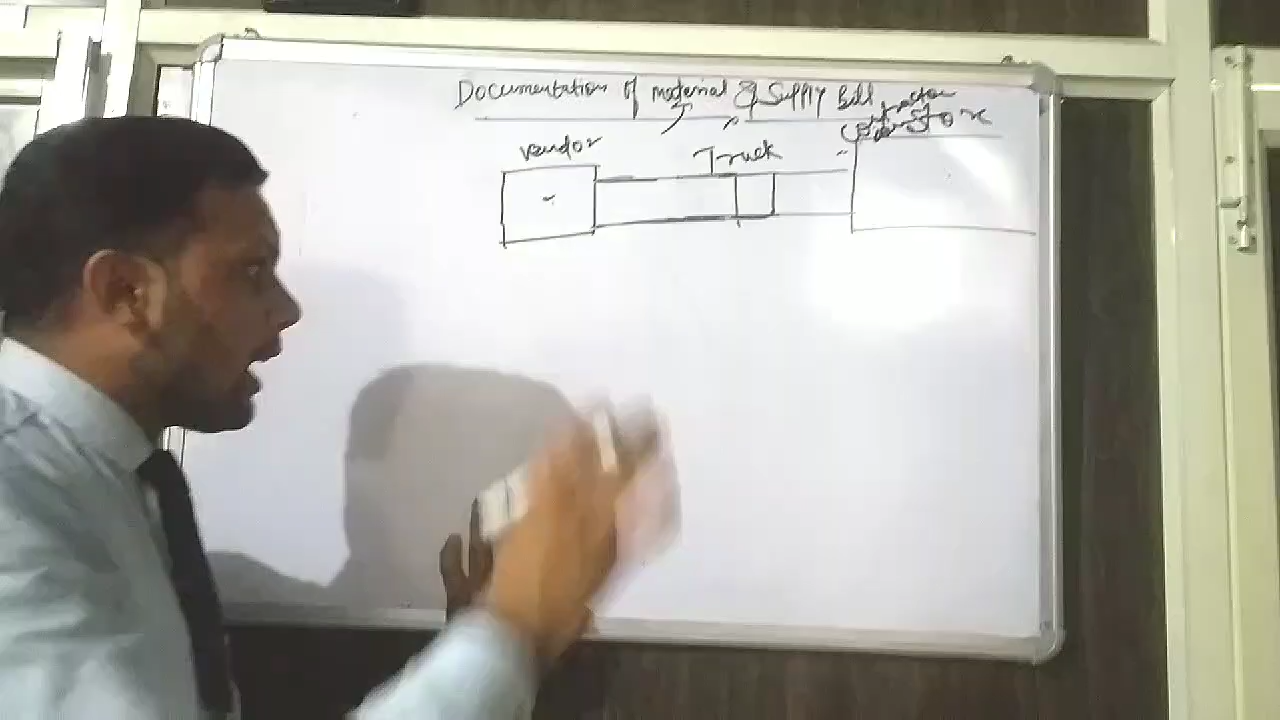 Documentation of material & Supply Bill
vendor
Truck
store